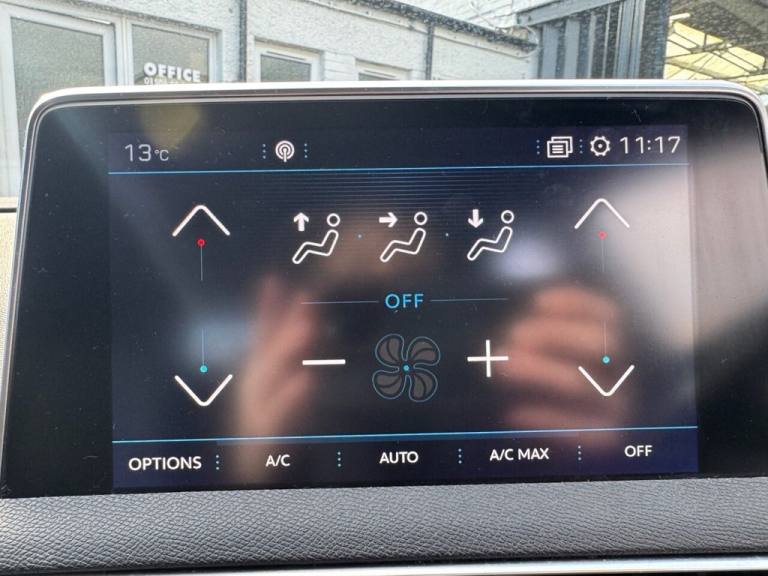 OFFICE
13°C
11:17
OFF
OPTIONS A/C AUTO A/C MAX OFF